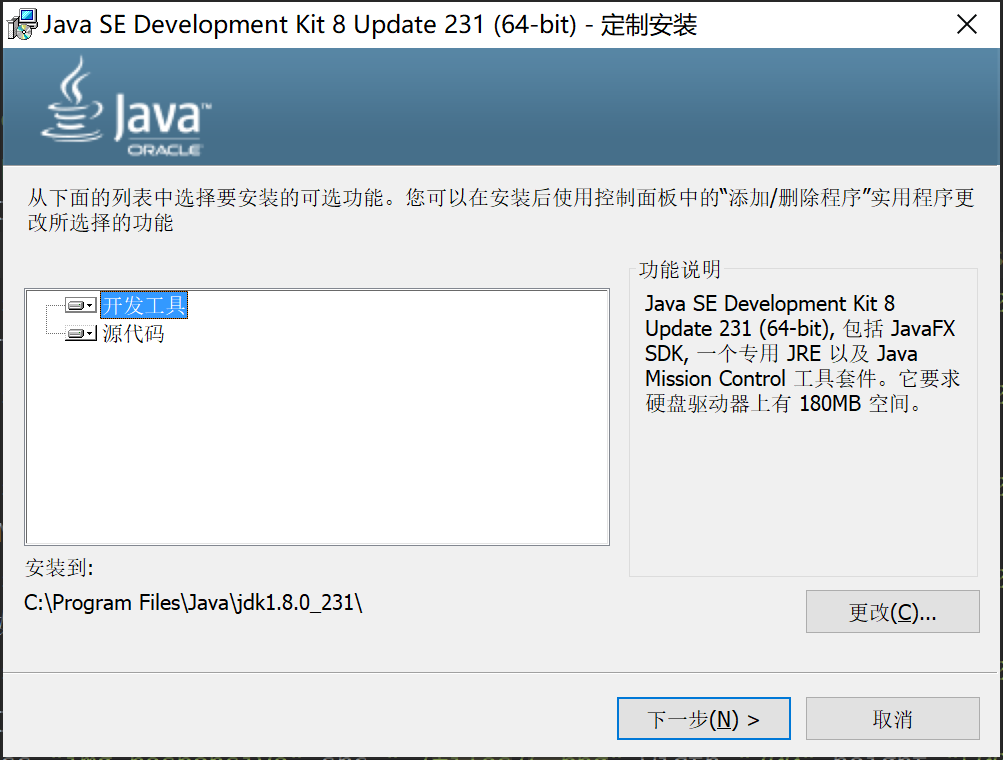 Java SE Development Kit 8 Update 231 (64-bit) - 定制安装
Java™
ORACLE
从下面的列表中选择要安装的可选功能。您可以在安装后使用控制面板中的“添加/删除程序”实用程序更
改所选择的功能
开发工具
源代码
功能说明
Java SE Development Kit 8
Update 231 (64-bit), 包括 JavaFX
SDK, 一个专用 JRE 以及 Java
Mission Control 工具套件。它要求
硬盘驱动器上有 180MB 空间。
安装到:
C:\Program Files\Java\jdk1.8.0_231\
更改(C)...
下一步(N) >
取消